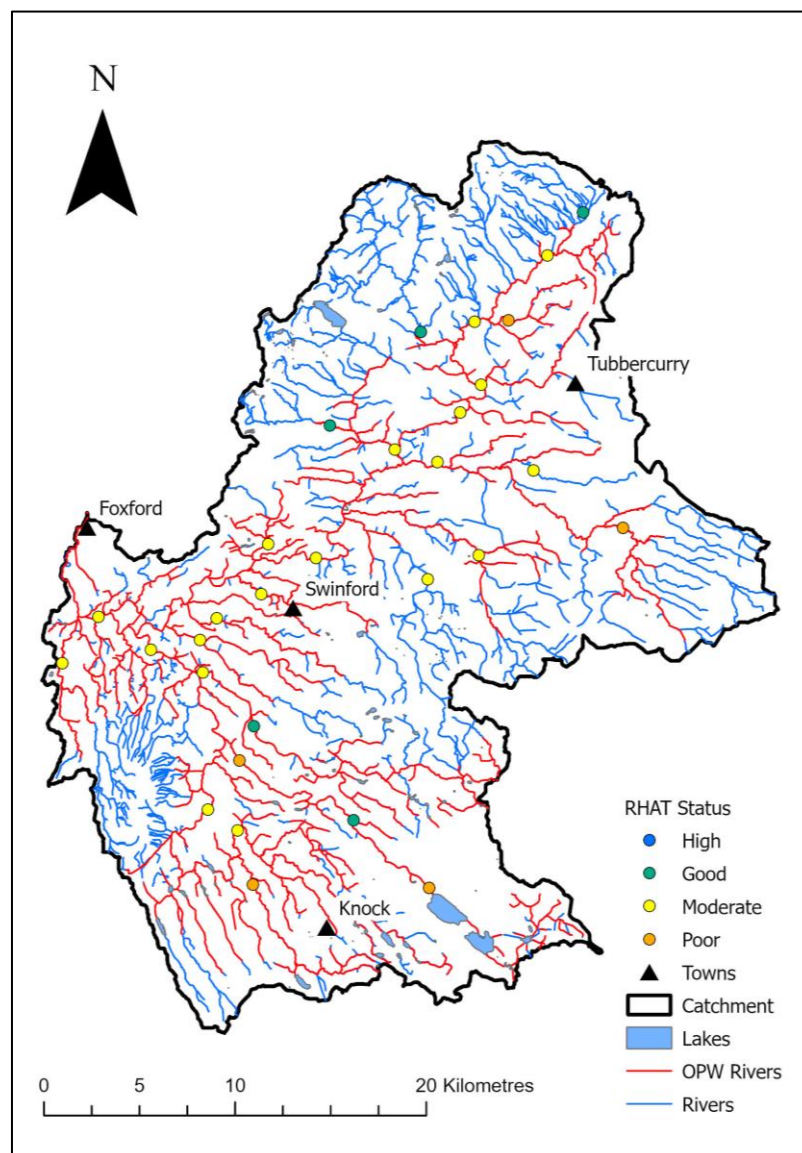 N
Tubbercurry
Foxford
Swinford
Knock
RHAT Status
High
Good
Moderate
Poor
Towns
Catchment
Lakes
OPW Rivers
Rivers
0 5 10 20 Kilometres